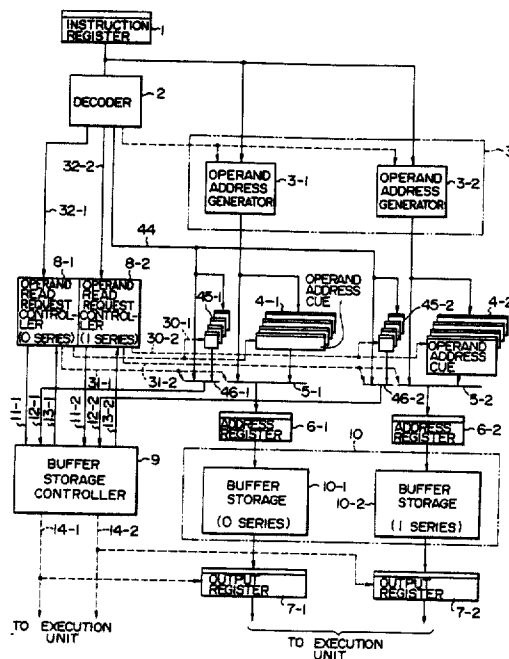 INSTRUCTION
REGISTER
1
2
DECODER
3
32-2
OPERAND
ADDRESS
GENERATOR
3-1
OPERAND
ADDRESS
GENERATOR
3-2
32-1
44
8-1
8-2
OPERAND
READ
REQUEST
CONTROLLER
(0 SERIES)
OPERAND
READ
REQUEST
CONTROLLER
(1 SERIES)
45-1
4-1
OPERAND
ADDRESS
CUE
45-2
4-2
30-1
30-2
OPERAND
ADDRESS
CUE
31-1
31-2
46-1
5-1
46-2
5-2
11-1
12-1
13-1
11-2
12-2
13-2
ADDRESS
REGISTER
6-1
ADDRESS
REGISTER
6-2
10
9
BUFFER
STORAGE
CONTROLLER
BUFFER
STORAGE
(0 SERIES)
10-1
10-2
BUFFER
STORAGE
(1 SERIES)
14-1
14-2
OUTPUT
REGISTER
7-1
OUTPUT
REGISTER
7-2
TO EXECUTION
UNIT
TO EXECUTION
UNIT